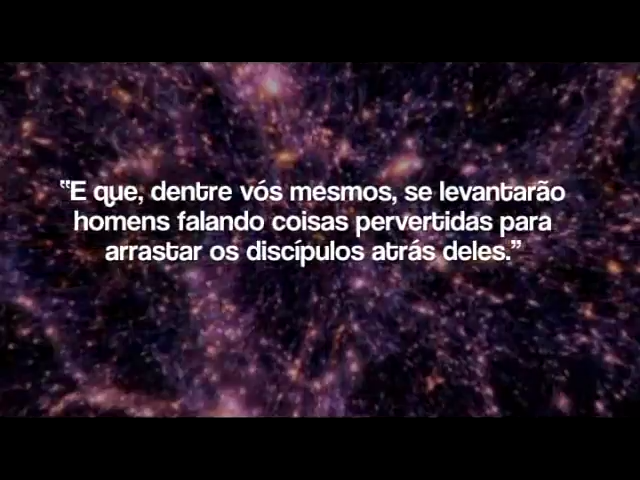 “E que, dentre vós mesmos, se levantarão
homens falando coisas pervertidas para
arrastar os discípulos atrás deles.”